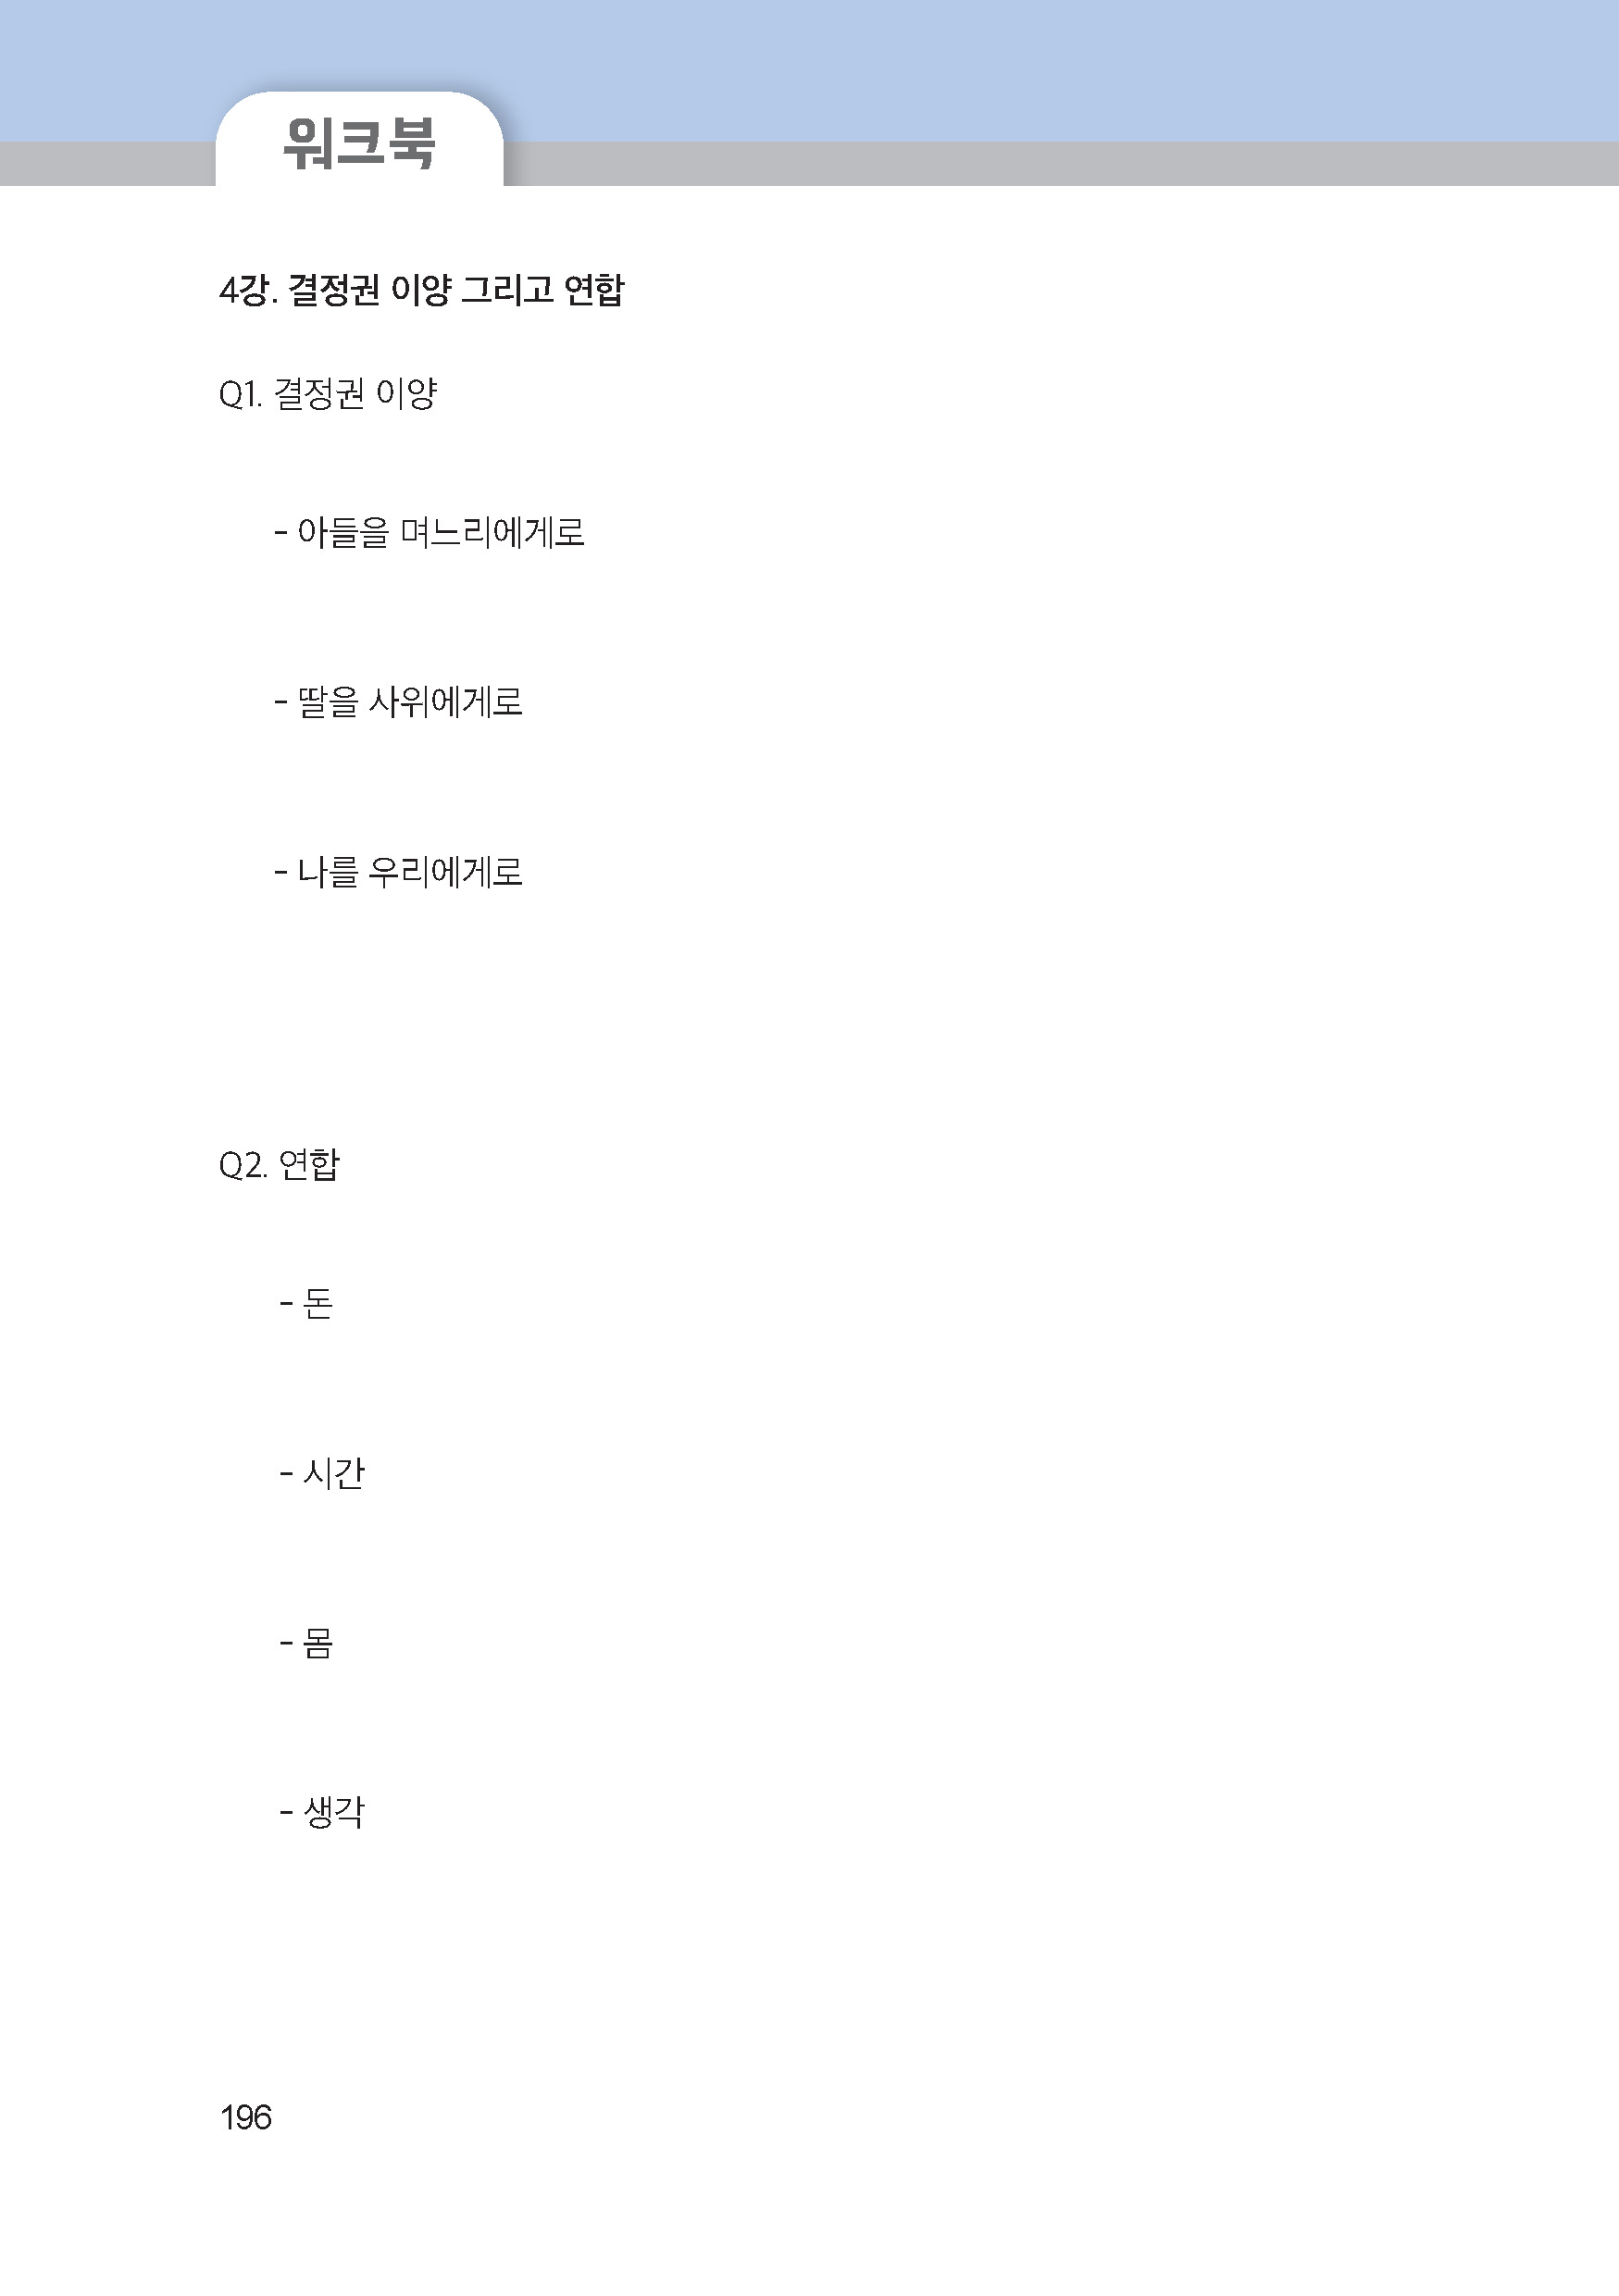 워크북
4강. 결정권 이양 그리고 연합
Q1. 결정권 이양
- 아들을 며느리에게로
- 딸을 사위에게로
- 나를 우리에게로
Q2. 연합
- 돈
- 시간
- 몸
- 생각
196